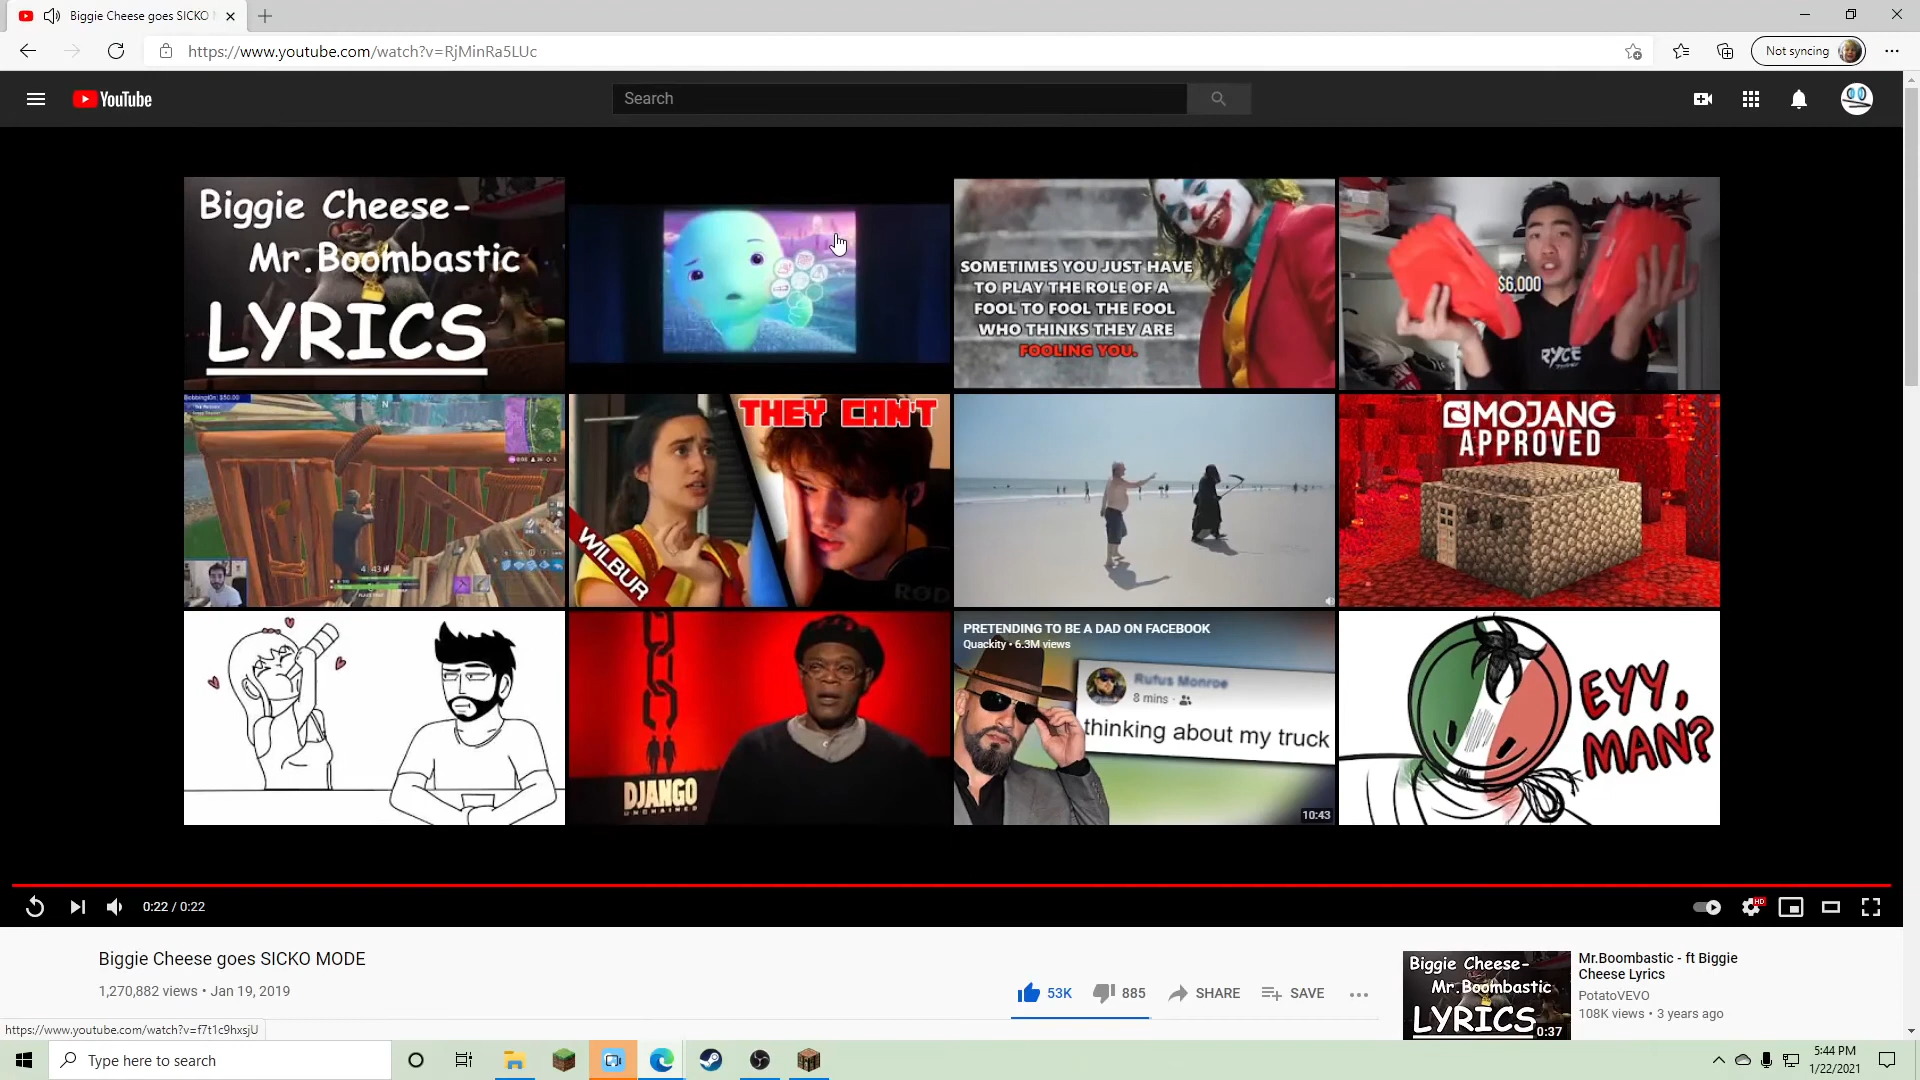 Biggie Cheese goes SICKO
https://www.youtube.com/watch?v=RjMinRa5LUc
Not syncing
YouTube
Search
Biggie Cheese-
Mr.Boombastic
LYRICS
SOMETIMES YOU JUST HAVE
TO PLAY THE ROLE OF A
FOOL TO FOOL THE FOOL
WHO THINKS THEY ARE
FOOLING YOU.
$6,000
RYCE
N
4:43
THEY CAN'T
WILBUR
RØDE
MOJANG
APPROVED
DJANGO
UNCHAINED
PRETENDING TO BE A DAD ON FACEBOOK
Quackity • 6.3M views
Rufus Monroe
8 mins ·
thinking about my truck
10:43
EYY,
MAN?
0:22 / 0:22
HD
Biggie Cheese goes SICKO MODE
1,270,882 views • Jan 19, 2019
53K
885
SHARE
SAVE
Biggie Cheese-
Mr.Boombastic
LYRICS
0:37
Mr.Boombastic - ft Biggie
Cheese Lyrics
PotatoVEVO
108K views • 3 years ago
https://www.youtube.com/watch?v=f7t1c9hxsjU
Type here to search
5:44 PM
1/22/2021